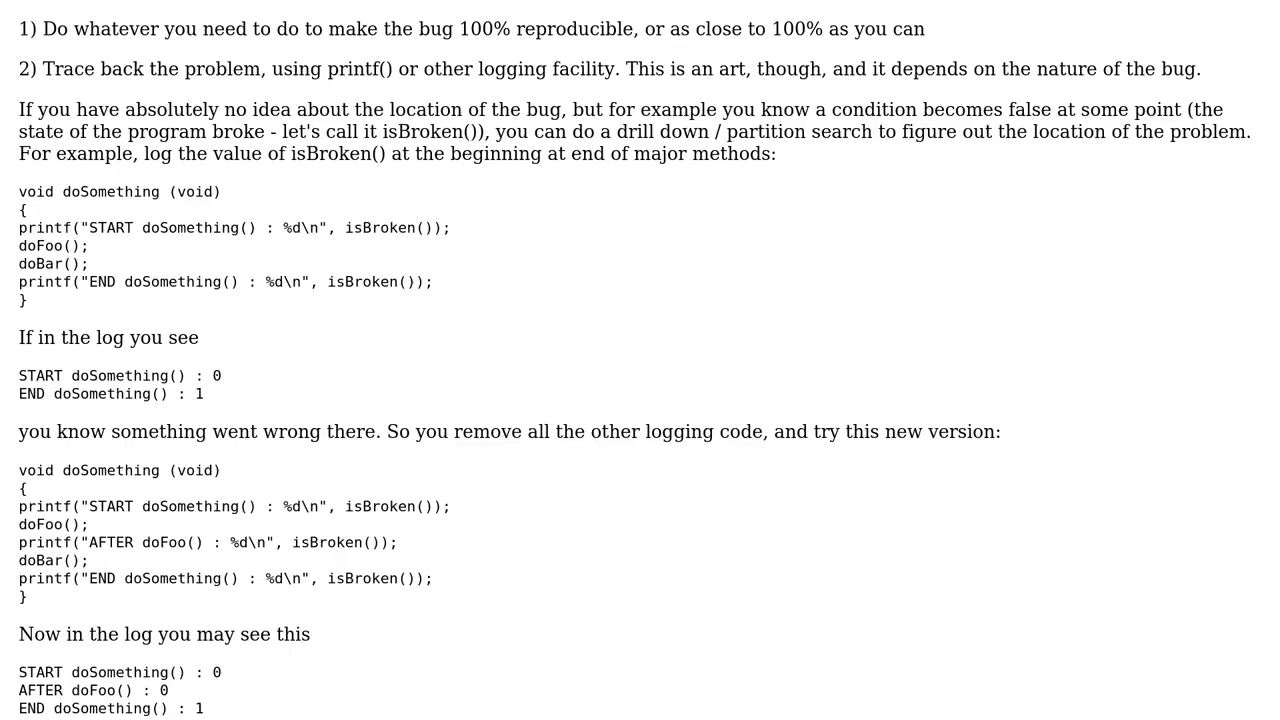 1) Do whatever you need to do to make the bug 100% reproducible, or as close to 100% as you can
2) Trace back the problem, using printf() or other logging facility. This is an art, though, and it depends on the nature of the bug.
If you have absolutely no idea about the location of the bug, but for example you know a condition becomes false at some point (the
state of the program broke - let's call it isBroken()), you can do a drill down / partition search to figure out the location of the problem.
For example, log the value of isBroken() at the beginning at end of major methods:
void doSomething (void)
{
printf("START doSomething() : %d\n", isBroken());
doFoo();
doBar();
printf("END doSomething() : %d\n", isBroken());
}
If in the log you see
START doSomething() : 0
END doSomething() : 1
you know something went wrong there. So you remove all the other logging code, and try this new version:
void doSomething (void)
{
printf("START doSomething() : %d\n", isBroken());
doFoo();
printf("AFTER doFoo() : %d\n", isBroken());
doBar();
printf("END doSomething() : %d\n", isBroken());
}
Now in the log you may see this
START doSomething() : 0
AFTER doFoo() : 0
END doSomething() : 1